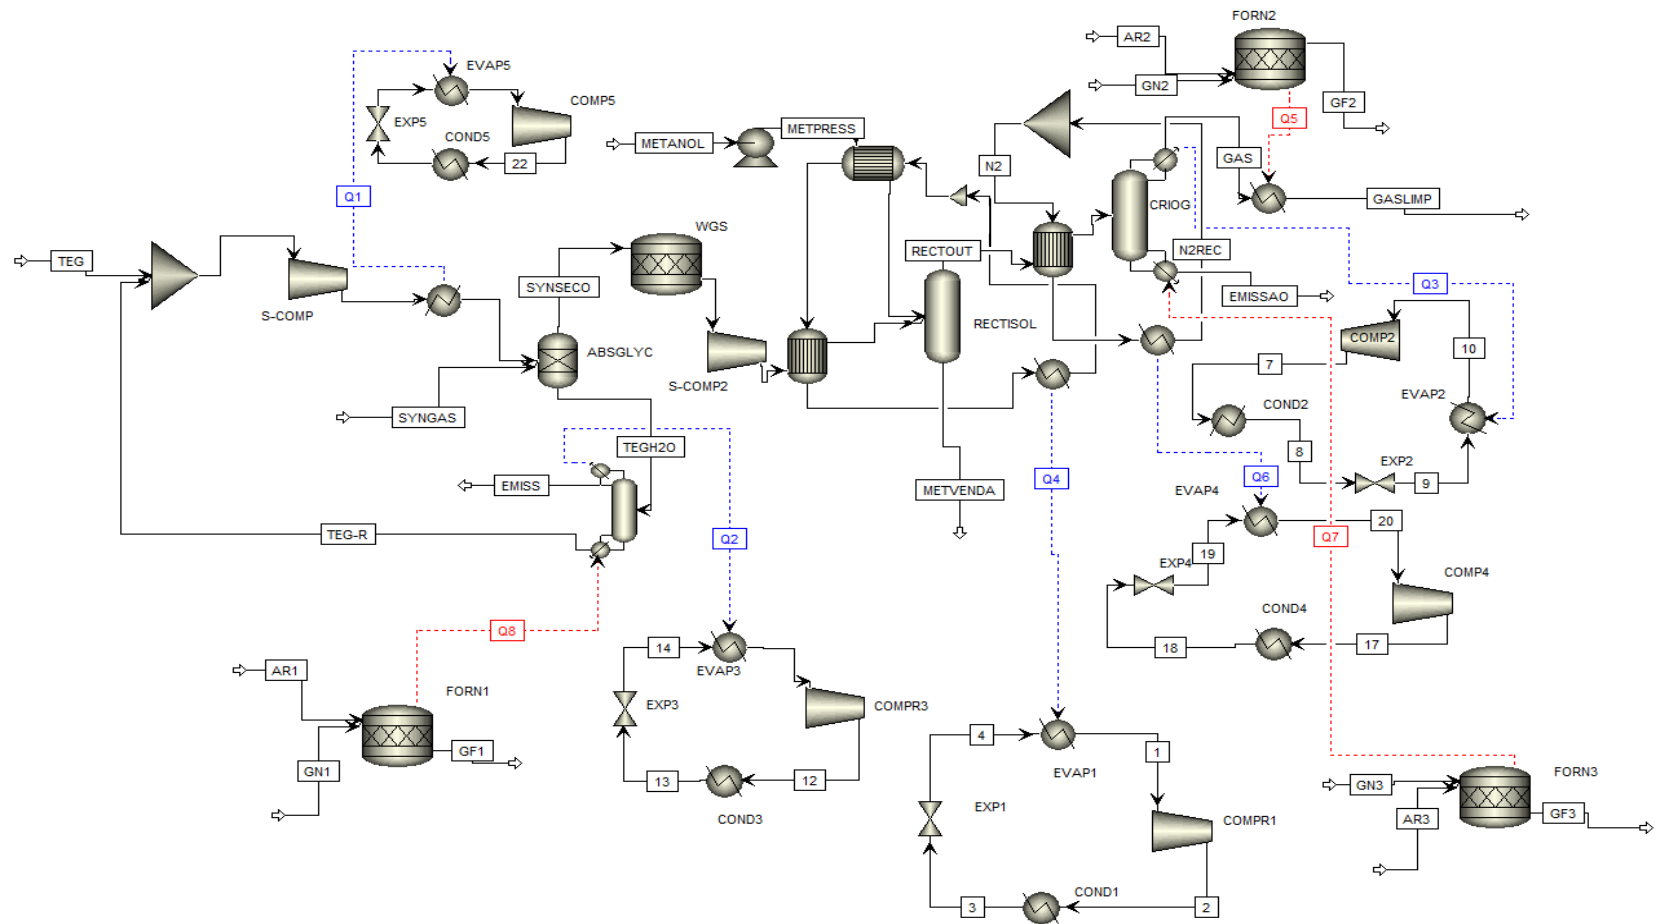 FORN2
AR2
GN2
GF2
Q5
EVAP5
COMP5
EXP5
COND5
22
METANOL
METPRESS
N2
GAS
GASLIMP
CRIOG
Q1
WGS
RECTOUT
N2REC
TEG
SYNSECO
Q3
EMISSAO
S-COMP
RECTISOL
COMP2
ABSGLYC
10
7
S-COMP2
EVAP2
SYNGAS
COND2
TEGH2O
8
EXP2
9
EMISS
Q4
Q6
METVENDA
EVAP4
20
TEG-R
Q2
Q7
19
EXP4
COMP4
COND4
Q8
14
18
17
EVAP3
AR1
FORN1
EXP3
COMPR3
4
GF1
1
GN1
13
12
EVAP1
FORN3
GN3
COND3
EXP1
COMPR1
AR3
GF3
COND1
3
2